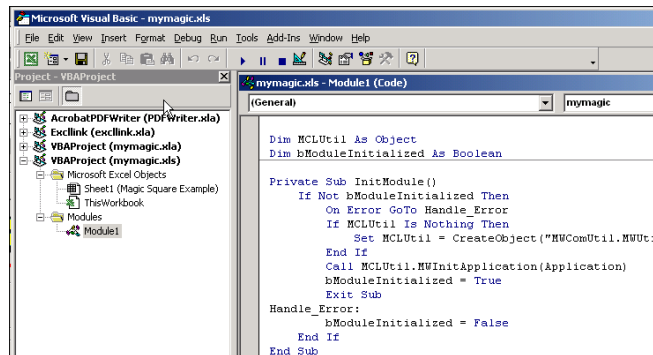 Microsoft Visual Basic - mymagic.xls
File Edit View Insert Format Debug Run Tools Add-Ins Window Help
Project - VBAProject
AcrobatPDFWriter (PDFWriter.xla)
Excllink (excllink.xla)
VBAProject (mymagic.xla)
VBAProject (mymagic.xls)
Microsoft Excel Objects
Sheet1 (Magic Square Example)
ThisWorkbook
Modules
Module1
mymagic.xls - Module1 (Code)
(General) mymagic
Dim MCLUtil As Object
Dim bModuleInitialized As Boolean
Private Sub InitModule()
If Not bModuleInitialized Then
On Error GoTo Handle_Error
If MCLUtil Is Nothing Then
Set MCLUtil = CreateObject("MWComUtil.MWUti
End If
Call MCLUtil.MWInitApplication(Application)
bModuleInitialized = True
Exit Sub
Handle_Error:
bModuleInitialized = False
End If
End Sub